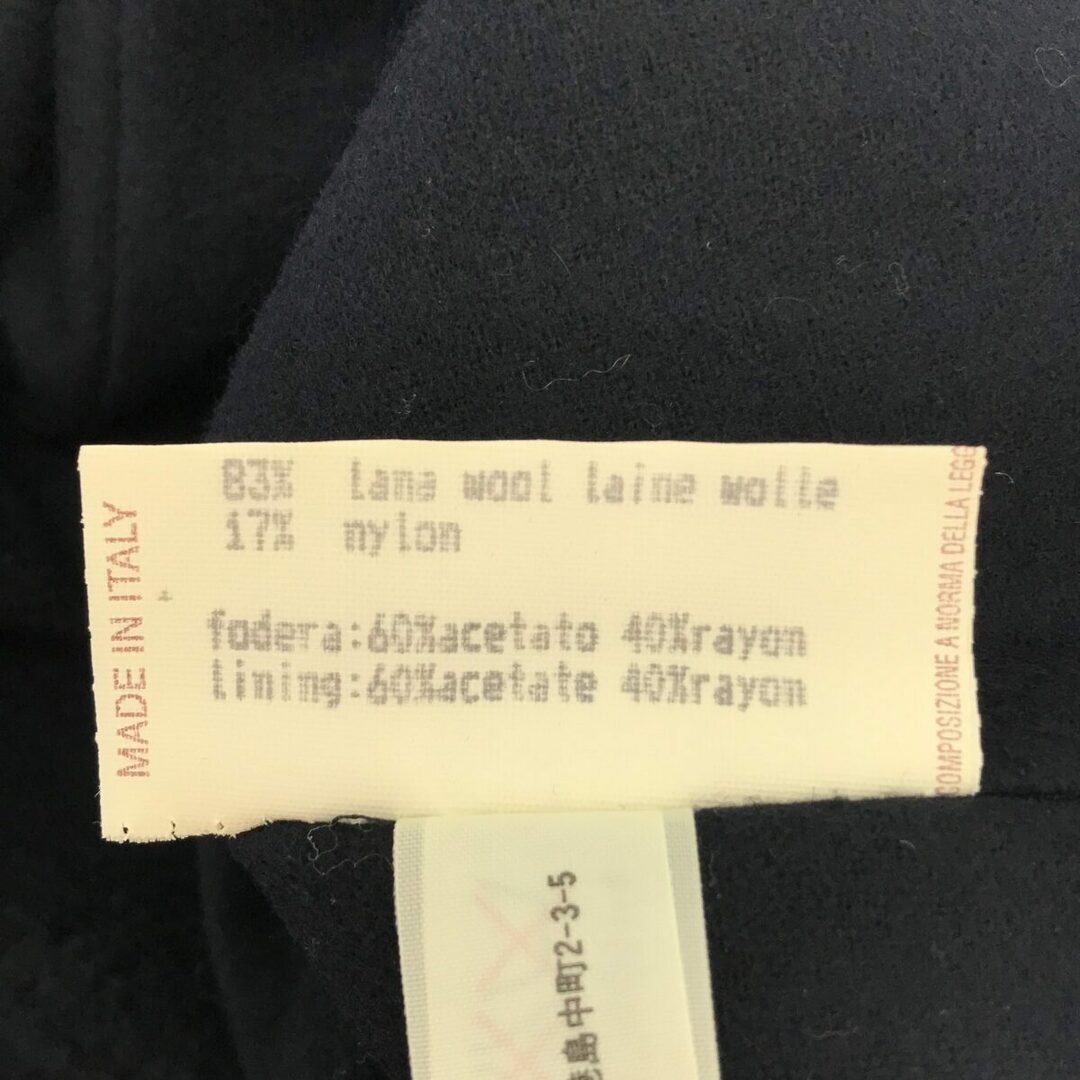 83% lana wool laine wolle
17% nylon
fodera:60%acetato 40%rayon
lining:60%acetate 40%rayon
MADE IN ITALY
COMPOSIZIONE A NORMA DELLA LEGGE
島中町2-3-5